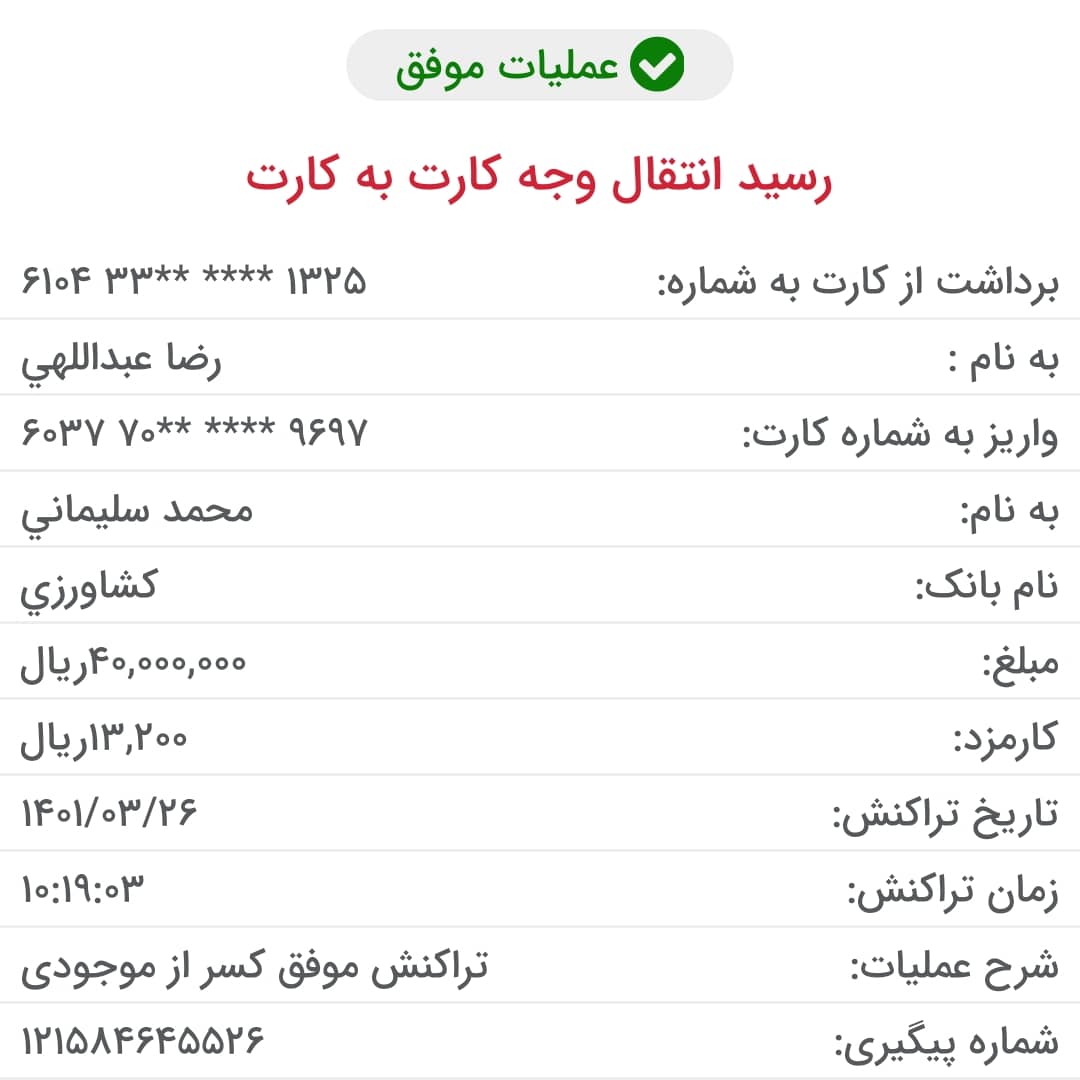 عملیات موفق
رسید انتقال وجه کارت به کارت
برداشت از کارت به شماره: ۶۱۰۴ ۳۳** **** ۱۳۲۵
به نام : رضا عبداللهي
واریز به شماره کارت: ۶۰۳۷ ۷۰** **** ۹۶۹۷
به نام: محمد سليماني
نام بانک: كشاورزي
مبلغ: ۴۰,۰۰۰,۰۰۰ریال
کارمزد: ۱۳,۲۰۰ریال
تاریخ تراکنش: ۱۴۰۱/۰۳/۲۶
زمان تراکنش: ۱۰:۱۹:۰۳
شرح عملیات: تراکنش موفق کسر از موجودی
شماره پیگیری: ۱۲۱۵۸۴۶۴۵۵۲۶